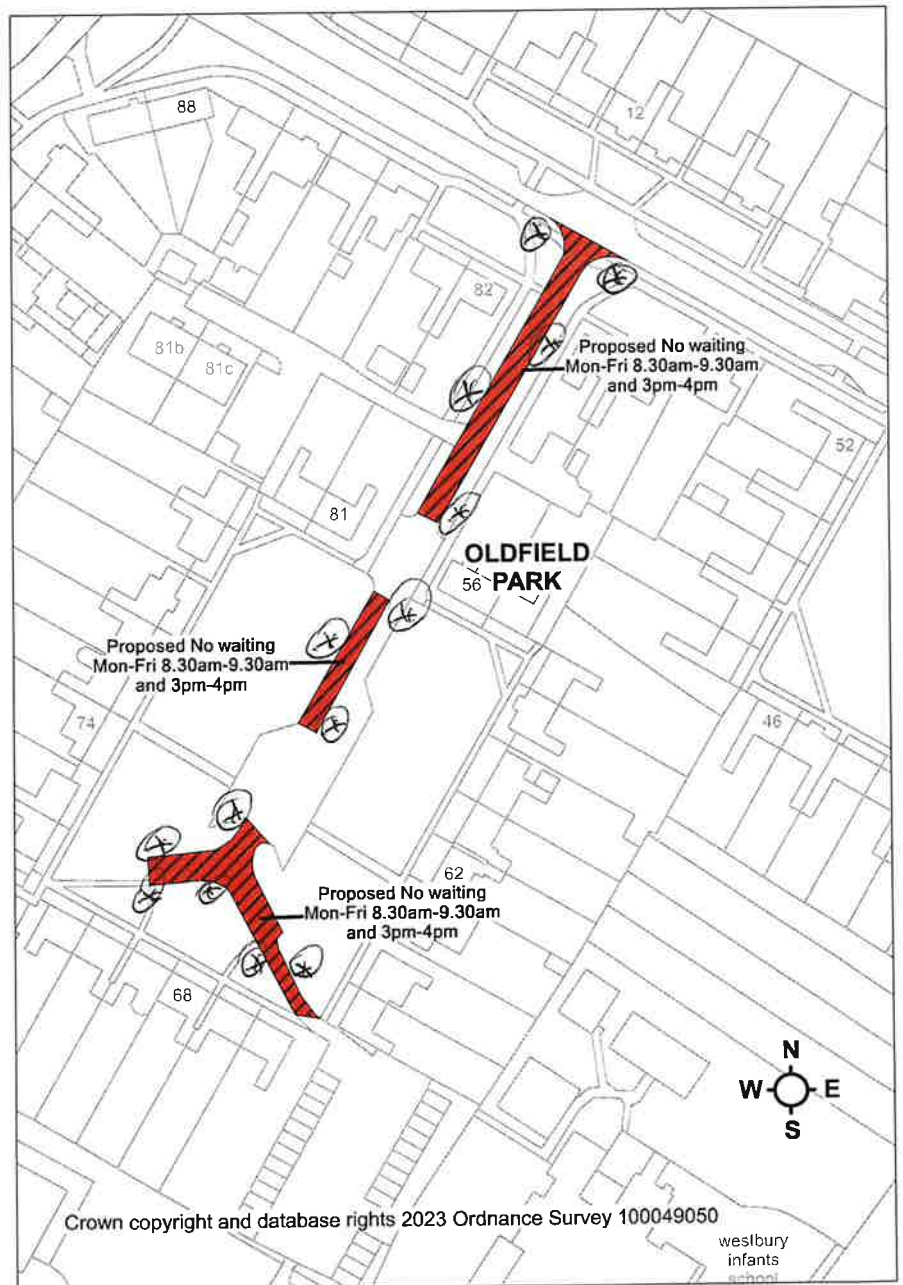 88
12
82
81b
81c
Proposed No waiting
Mon-Fri 8.30am-9.30am
and 3pm-4pm
52
81
OLDFIELD
PARK
56
Proposed No waiting
Mon-Fri 8.30am-9.30am
and 3pm-4pm
74
46
62
Proposed No waiting
Mon-Fri 8.30am-9.30am
and 3pm-4pm
68
N
W E
S
Crown copyright and database rights 2023 Ordnance Survey 100049050
westbury
infants
school